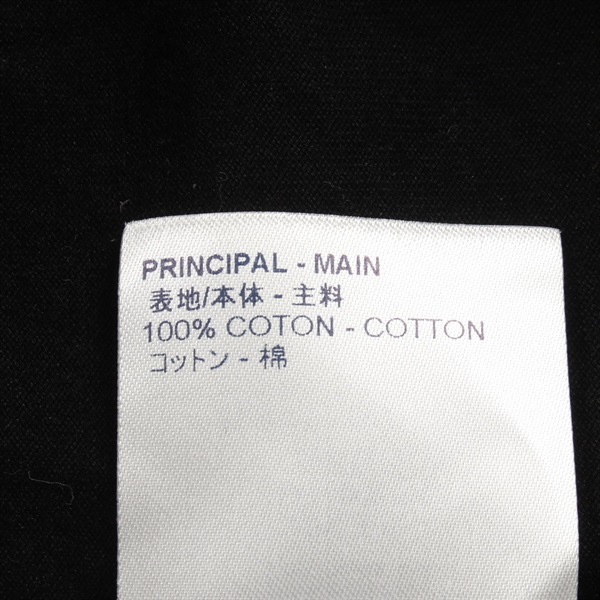 PRINCIPAL - MAIN
表地/本体 - 主料
100% COTON - COTTON
コットン - 棉